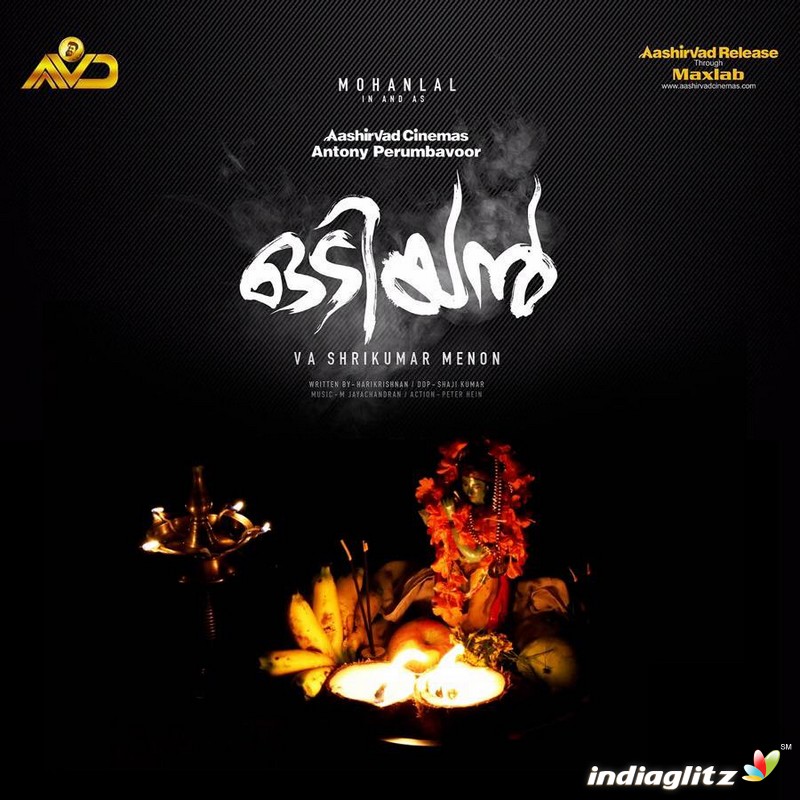 AVD
MOHANLAL
IN AND AS
AashirVad Cinemas
Antony Perumbavoor
AashirVad Release
Through
Maxlab
www.aashirvadcinemas.com
ഒടിയൻ
VA SHRIKUMAR MENON
WRITTEN BY-HARIKRISHNAN / DOP-SHAJI KUMAR
MUSIC-M JAYACHANDRAN / ACTION-PETER HEIN
indiaglitz SM